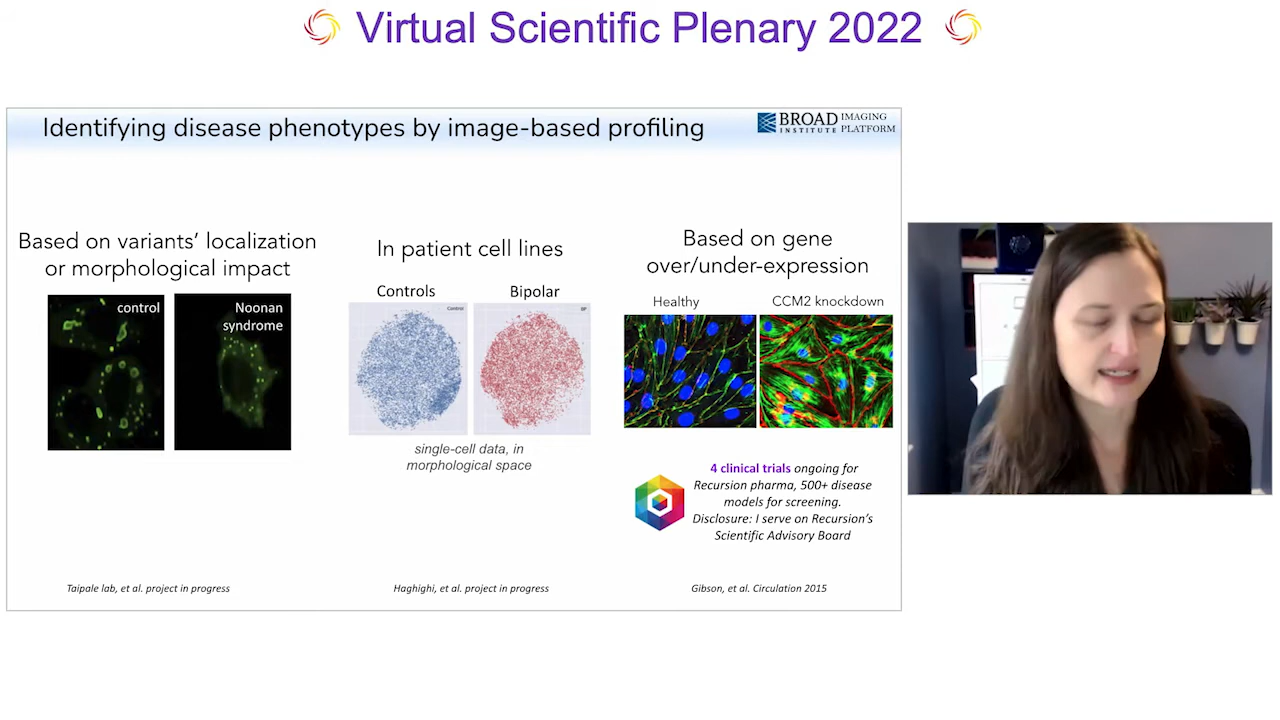 Virtual Scientific Plenary 2022
Identifying disease phenotypes by image-based profiling
BROAD
INSTITUTE
IMAGING
PLATFORM
Based on variants' localization
or morphological impact
control
Noonan
syndrome
Taipale lab, et al. project in progress
In patient cell lines
Controls
Bipolar
Control
BP
single-cell data, in
morphological space
Haghighi, et al. project in progress
Based on gene
over/under-expression
Healthy
CCM2 knockdown
4 clinical trials ongoing for
Recursion pharma, 500+ disease
models for screening.
Disclosure: I serve on Recursion's
Scientific Advisory Board
Gibson, et al. Circulation 2015